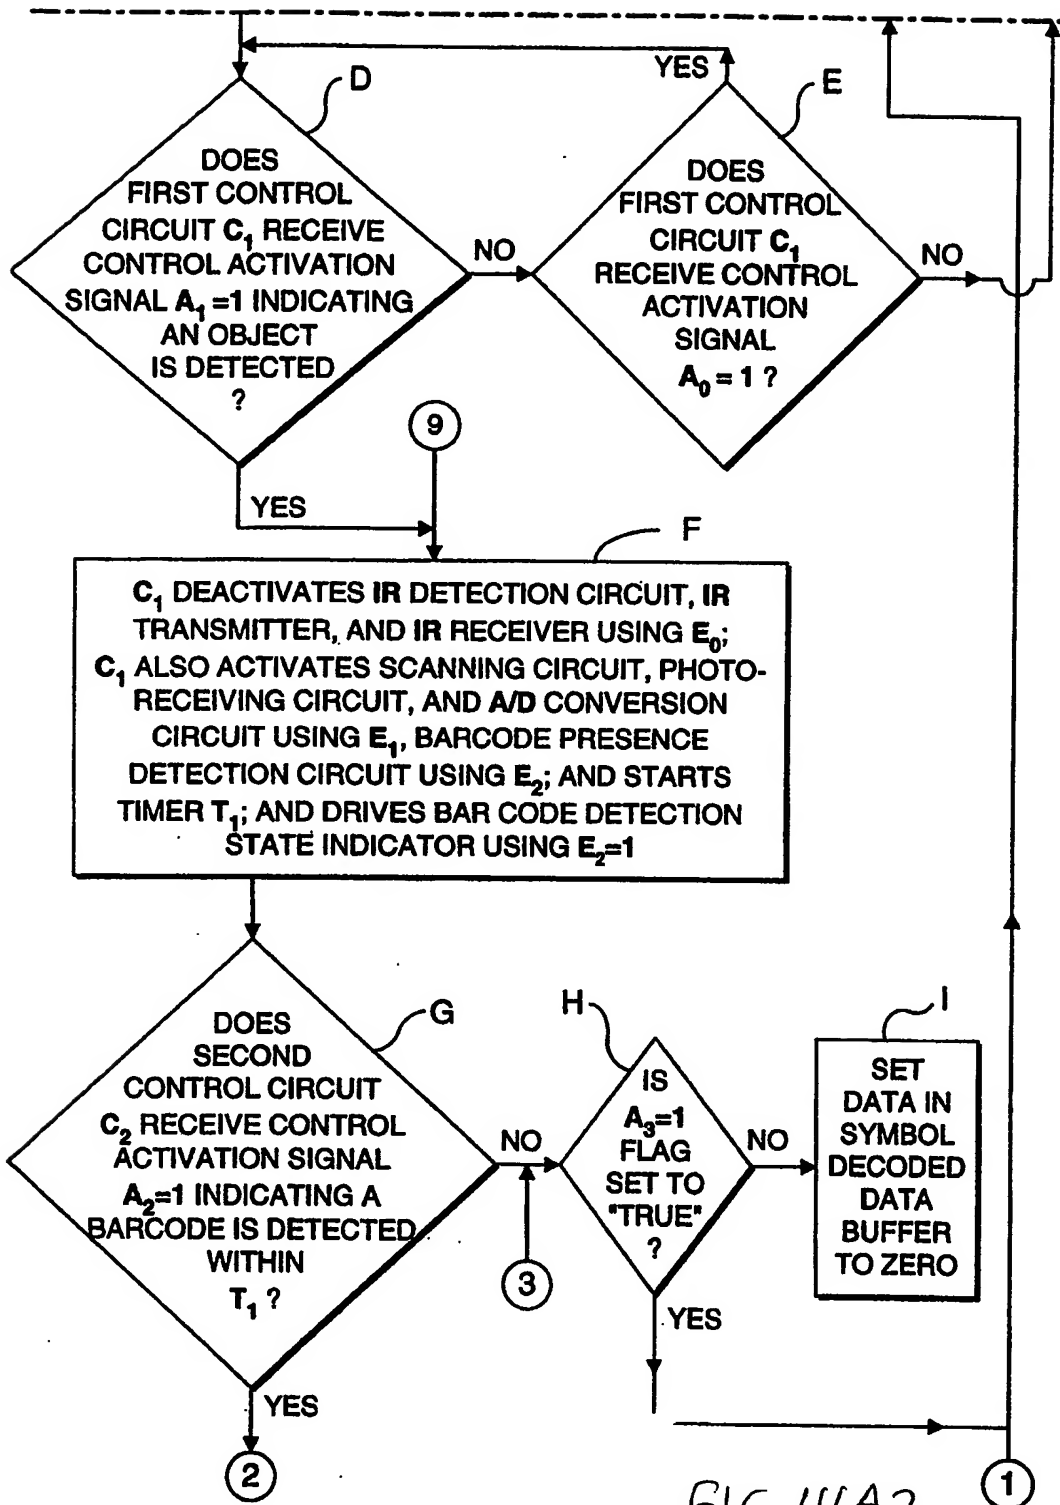 D
DOES
FIRST CONTROL
CIRCUIT C₁ RECEIVE
CONTROL ACTIVATION
SIGNAL A₁ =1 INDICATING
AN OBJECT
IS DETECTED
?
NO
YES
YES
E
DOES
FIRST CONTROL
CIRCUIT C₁
RECEIVE CONTROL
ACTIVATION
SIGNAL
A₀ = 1 ?
NO
9
F
C₁ DEACTIVATES IR DETECTION CIRCUIT, IR
TRANSMITTER, AND IR RECEIVER USING E₀;
C₁ ALSO ACTIVATES SCANNING CIRCUIT, PHOTO-
RECEIVING CIRCUIT, AND A/D CONVERSION
CIRCUIT USING E₁, BARCODE PRESENCE
DETECTION CIRCUIT USING E₂; AND STARTS
TIMER T₁; AND DRIVES BAR CODE DETECTION
STATE INDICATOR USING E₂=1
G
DOES
SECOND
CONTROL CIRCUIT
C₂ RECEIVE CONTROL
ACTIVATION SIGNAL
A₂=1 INDICATING A
BARCODE IS DETECTED
WITHIN
T₁ ?
NO
3
YES
2
H
IS
A₃=1
FLAG
SET TO
"TRUE"
?
NO
YES
I
SET
DATA IN
SYMBOL
DECODED
DATA
BUFFER
TO ZERO
1